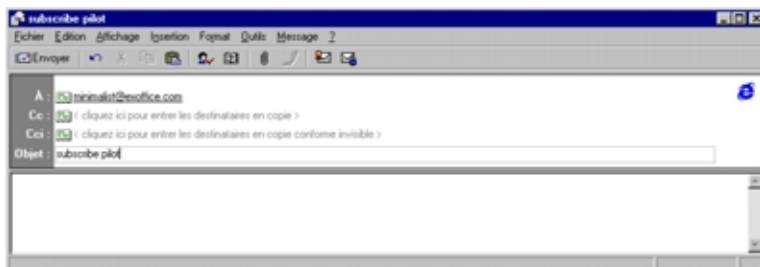 subscribe pilot
Fichier Edition Affichage Insertion Format Outils Message ?
Envoyer
À : minimalist@exoffice.com
Cc : < cliquez ici pour entrer les destinataires en copie >
Cci : < cliquez ici pour entrer les destinataires en copie conforme invisible >
Objet : subscribe pilot